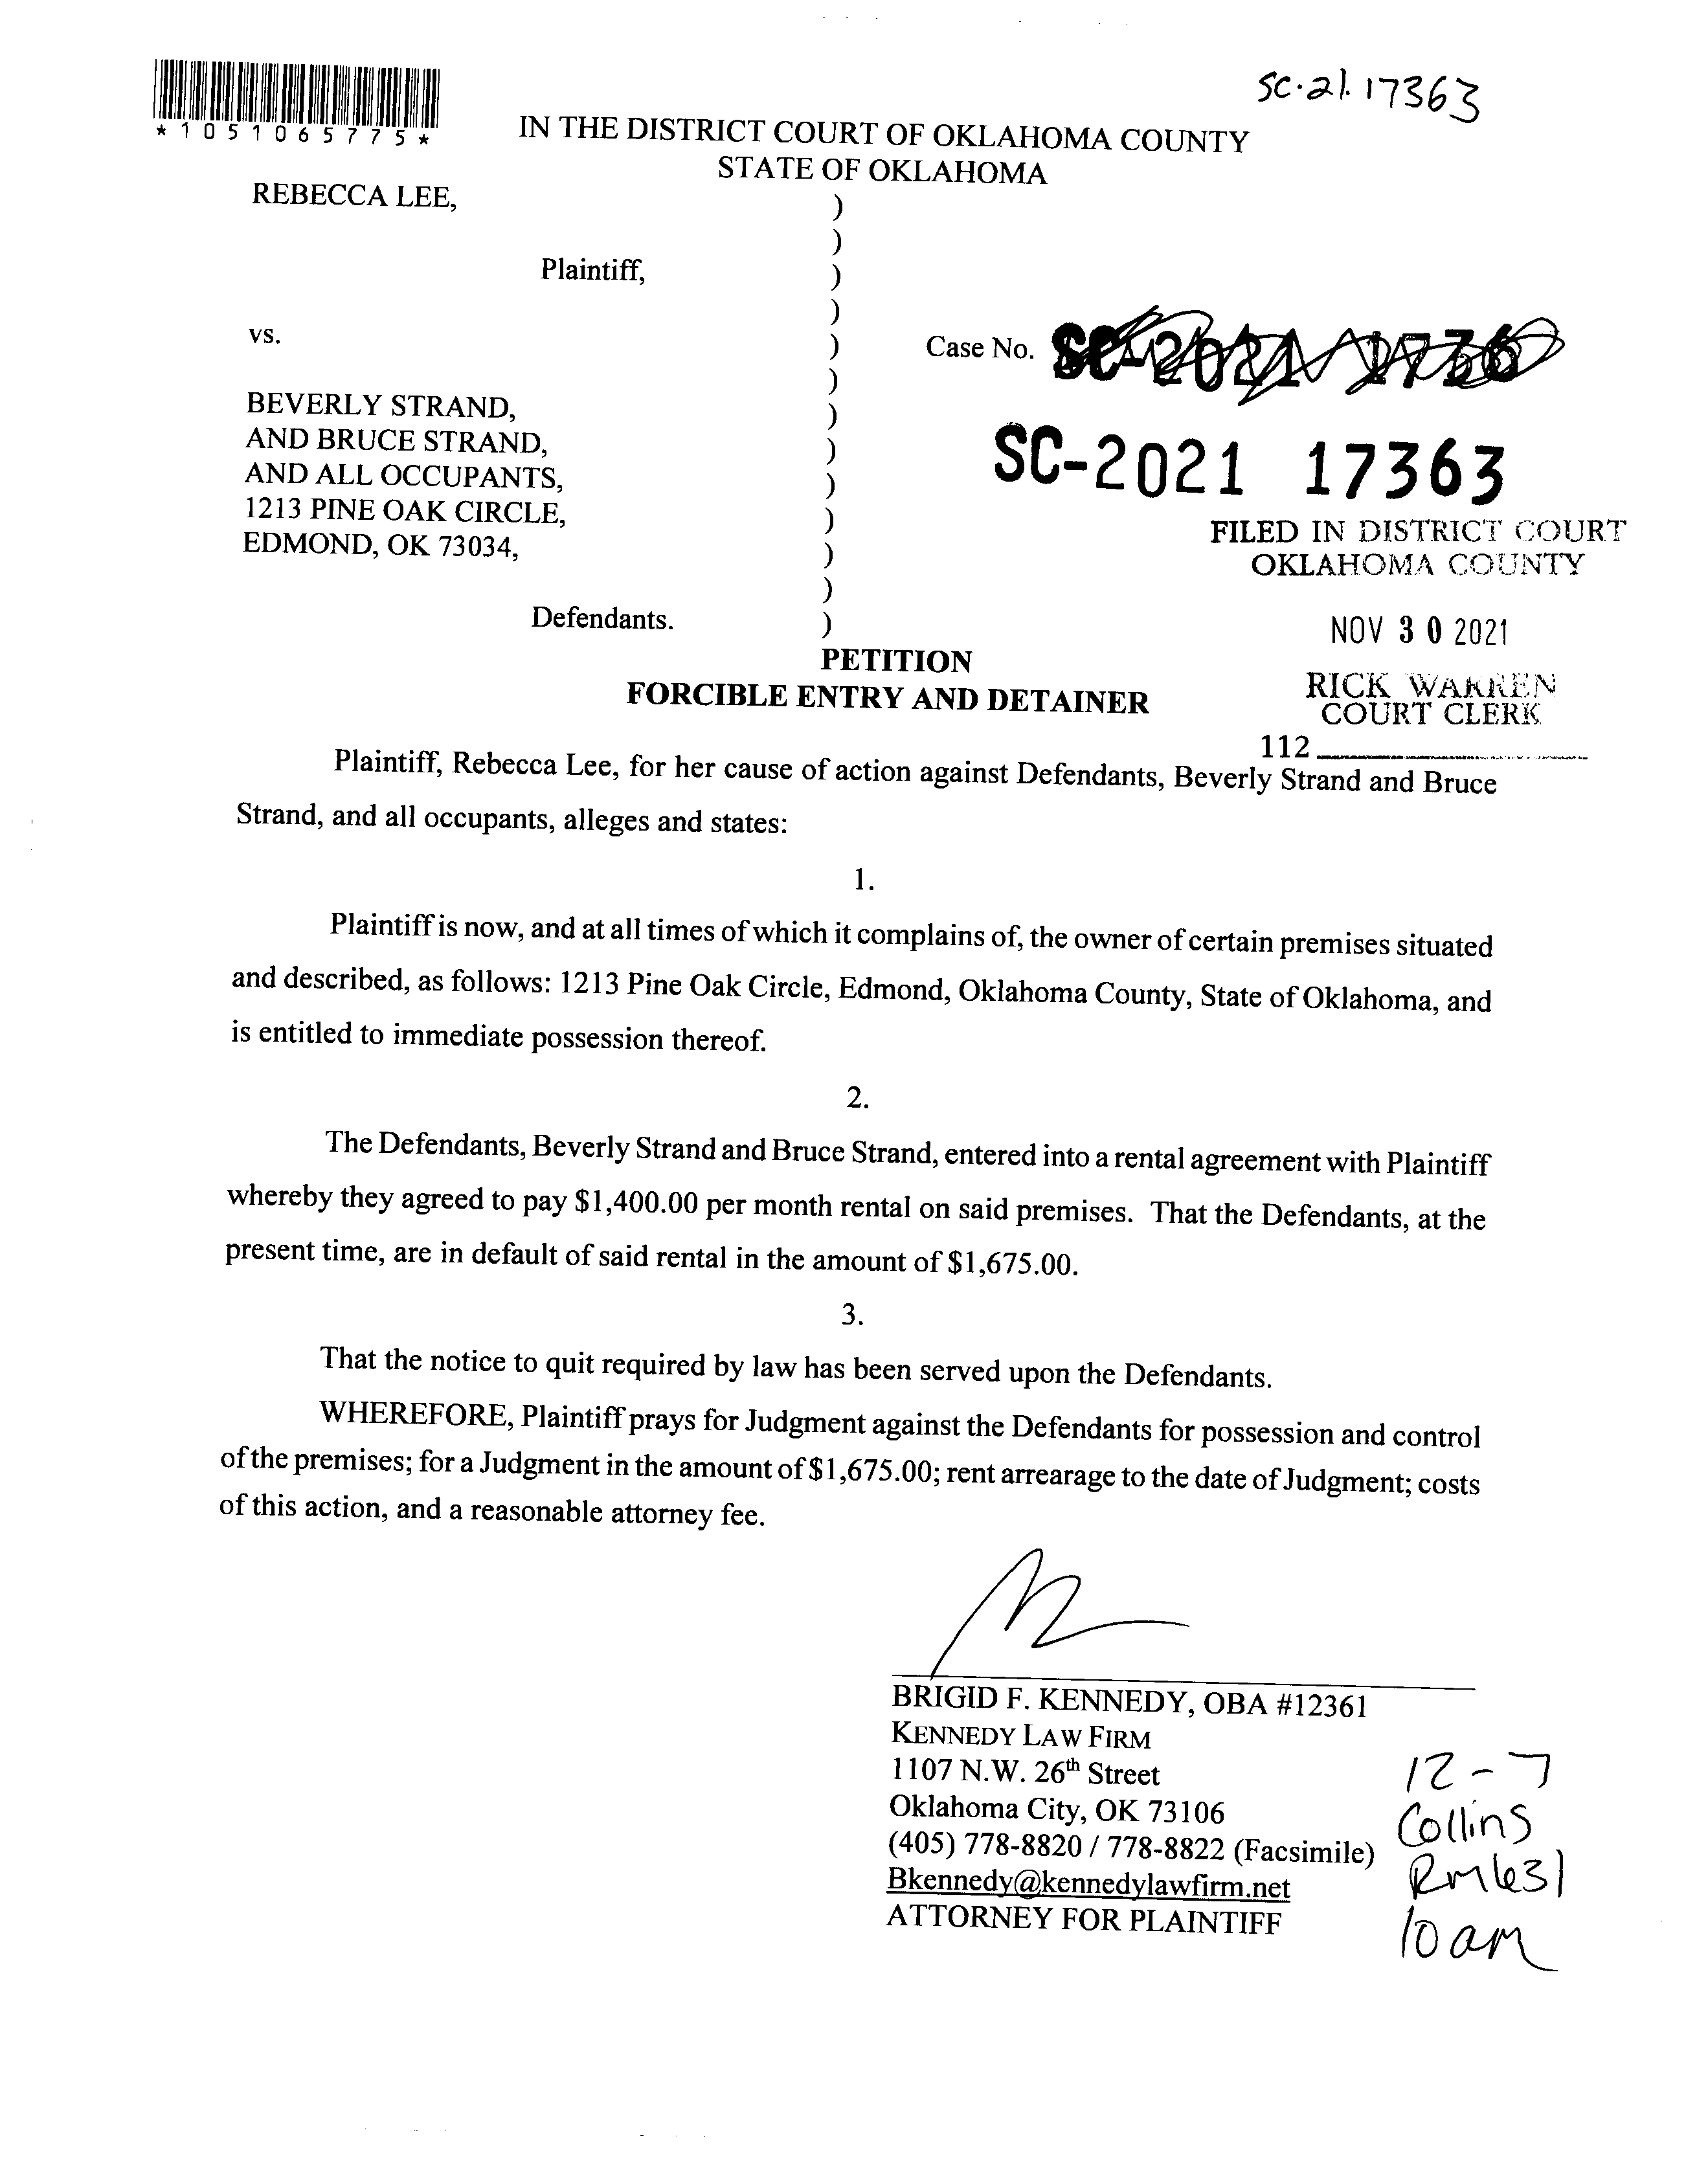 SC-21-17363
*1051065775*
IN THE DISTRICT COURT OF OKLAHOMA COUNTY
STATE OF OKLAHOMA
REBECCA LEE, )
)
Plaintiff, )
)
vs. )
Case No. SC-2021 1736
)
BEVERLY STRAND, )
AND BRUCE STRAND, )
AND ALL OCCUPANTS, )
1213 PINE OAK CIRCLE, )
EDMOND, OK 73034, )
)
Defendants. )
SC-2021 17363
FILED IN DISTRICT COURT
OKLAHOMA COUNTY
NOV 30 2021
RICK WARREN
COURT CLERK
112
PETITION
FORCIBLE ENTRY AND DETAINER
Plaintiff, Rebecca Lee, for her cause of action against Defendants, Beverly Strand and Bruce
Strand, and all occupants, alleges and states:
1.
Plaintiff is now, and at all times of which it complains of, the owner of certain premises situated
and described, as follows: 1213 Pine Oak Circle, Edmond, Oklahoma County, State of Oklahoma, and
is entitled to immediate possession thereof.
2.
The Defendants, Beverly Strand and Bruce Strand, entered into a rental agreement with Plaintiff
whereby they agreed to pay $1,400.00 per month rental on said premises. That the Defendants, at the
present time, are in default of said rental in the amount of $1,675.00.
3.
That the notice to quit required by law has been served upon the Defendants.
WHEREFORE, Plaintiff prays for Judgment against the Defendants for possession and control
of the premises; for a Judgment in the amount of $1,675.00; rent arrearage to the date of Judgment; costs
of this action, and a reasonable attorney fee.
BRIGID F. KENNEDY, OBA #12361
KENNEDY LAW FIRM
1107 N.W. 26th Street
Oklahoma City, OK 73106
(405) 778-8820 / 778-8822 (Facsimile)
Bkennedy@kennedylawfirm.net
ATTORNEY FOR PLAINTIFF
12-7
Collins
Rm 631
10 am